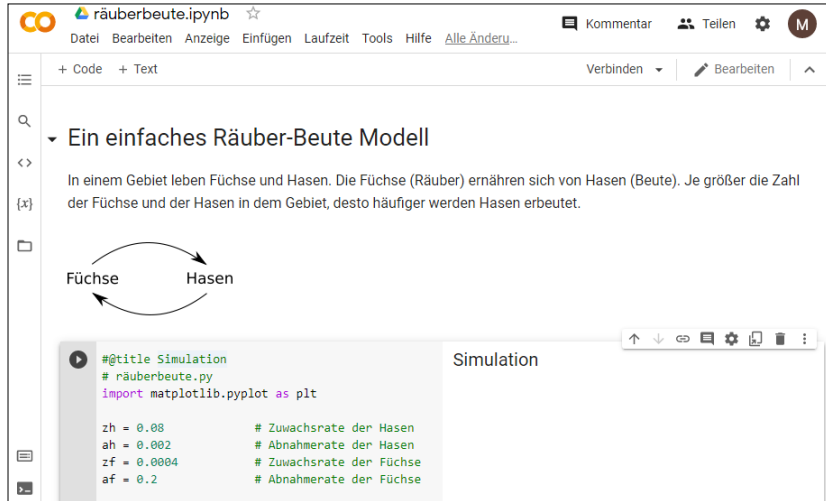 räuberbeute.ipynb
Kommentar Teilen M
Datei Bearbeiten Anzeige Einfügen Laufzeit Tools Hilfe Alle Änderu...
+ Code + Text Verbinden Bearbeiten
Ein einfaches Räuber-Beute Modell
In einem Gebiet leben Füchse und Hasen. Die Füchse (Räuber) ernähren sich von Hasen (Beute). Je größer die Zahl
der Füchse und der Hasen in dem Gebiet, desto häufiger werden Hasen erbeutet.
{x}
Füchse Hasen
#@title Simulation
# räuberbeute.py
import matplotlib.pyplot as plt
zh = 0.08 # Zuwachsrate der Hasen
ah = 0.002 # Abnahmerate der Hasen
zf = 0.0004 # Zuwachsrate der Füchse
af = 0.2 # Abnahmerate der Füchse
Simulation